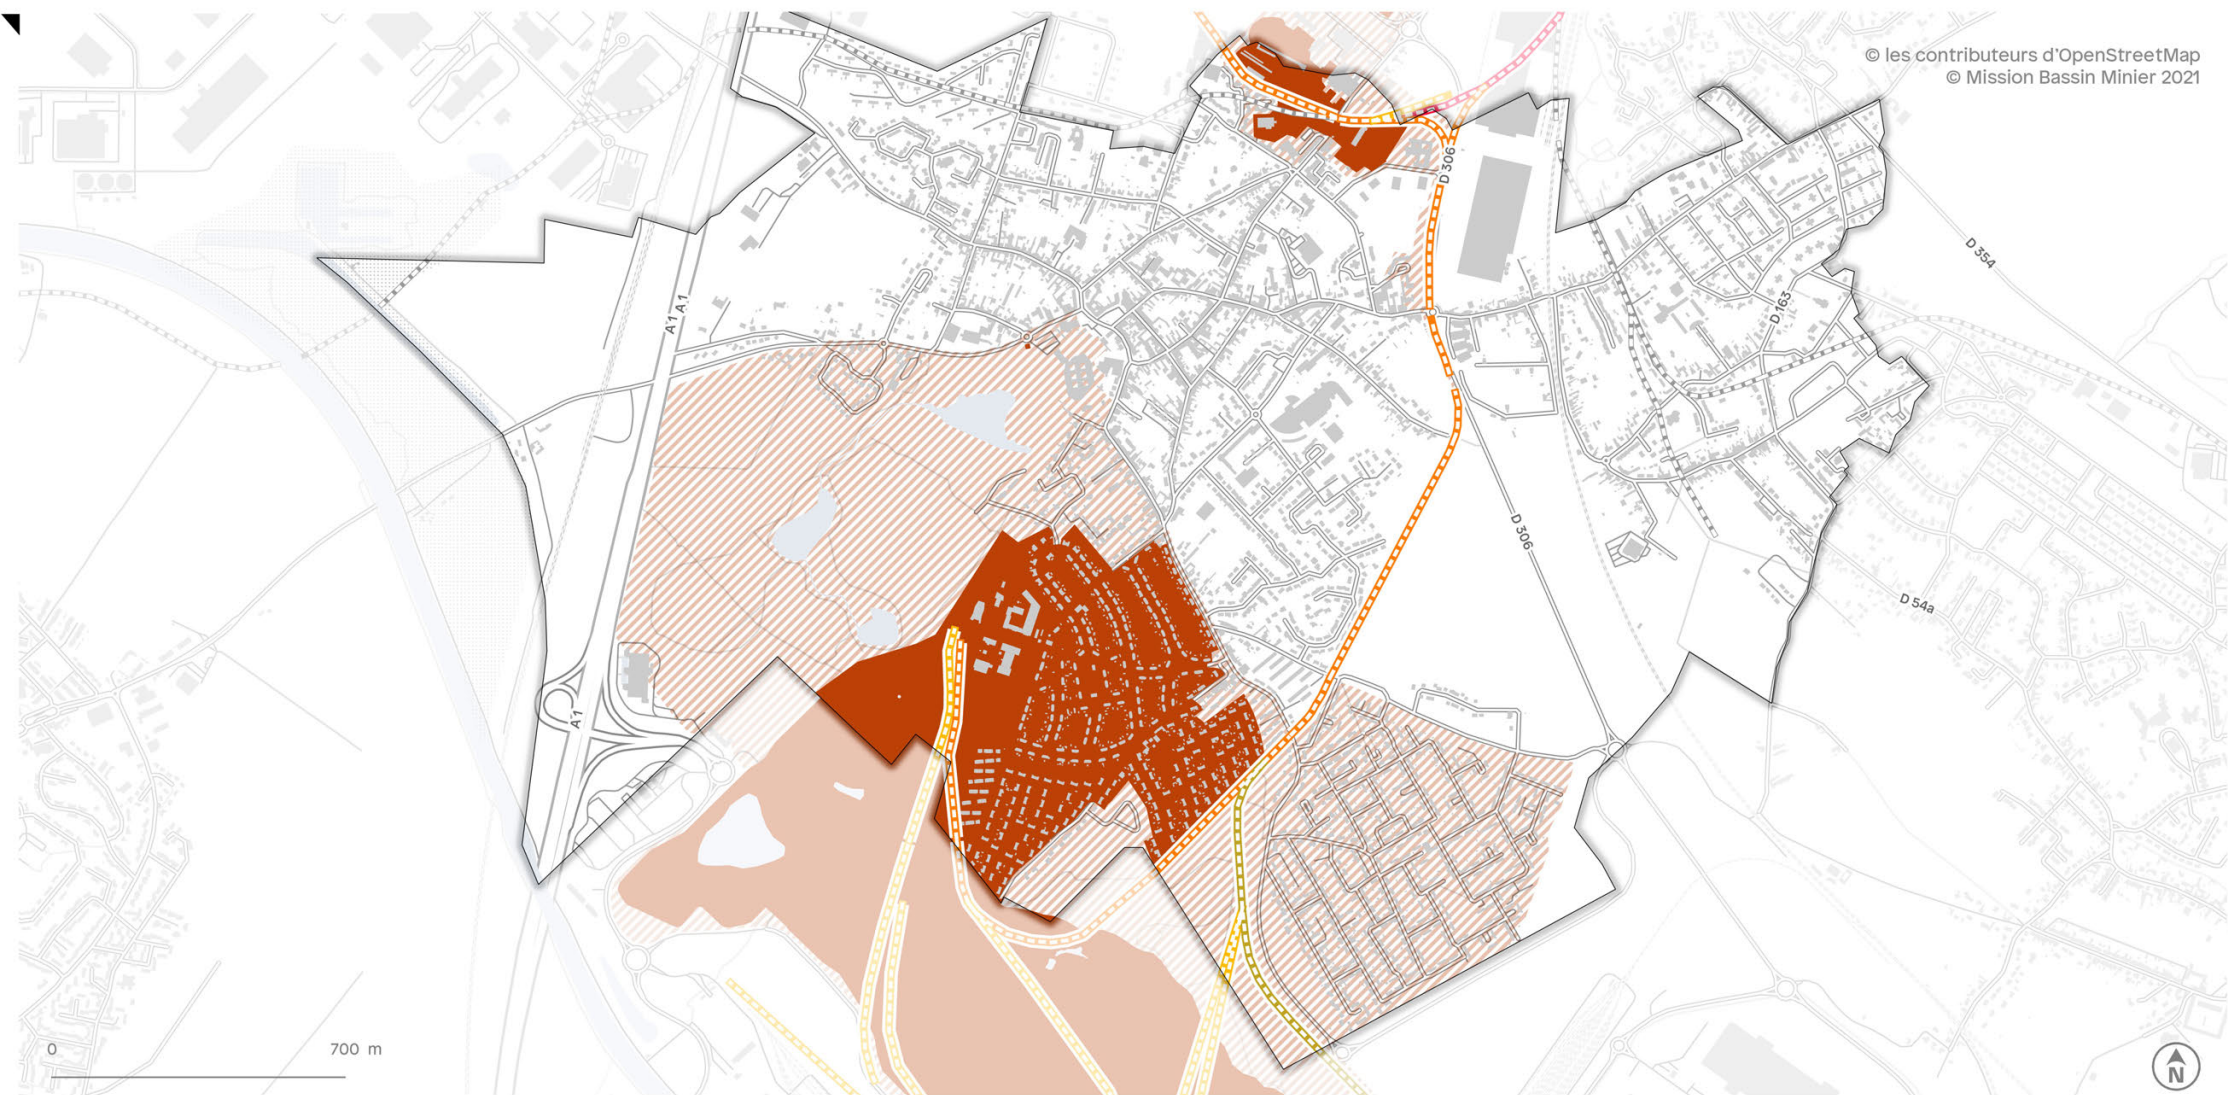 © les contributeurs d'OpenStreetMap
© Mission Bassin Minier 2021
D 306
D 354
A1
A1
D 163
D 306
D 54a
A1
0
700 m
N